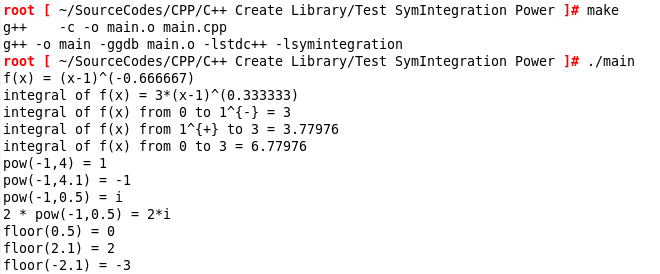 root [ ~/SourceCodes/CPP/C++ Create Library/Test SymIntegration Power ]# make
g++    -c -o main.o main.cpp
g++ -o main -ggdb main.o -lstdc++ -lsymintegration
root [ ~/SourceCodes/CPP/C++ Create Library/Test SymIntegration Power ]# ./main
f(x) = (x-1)^(-0.666667)
integral of f(x) = 3*(x-1)^(0.333333)
integral of f(x) from 0 to 1^{-} = 3
integral of f(x) from 1^{+} to 3 = 3.77976
integral of f(x) from 0 to 3 = 6.77976
pow(-1,4) = 1
pow(-1,4.1) = -1
pow(-1,0.5) = i
2 * pow(-1,0.5) = 2*i
floor(0.5) = 0
floor(2.1) = 2
floor(-2.1) = -3